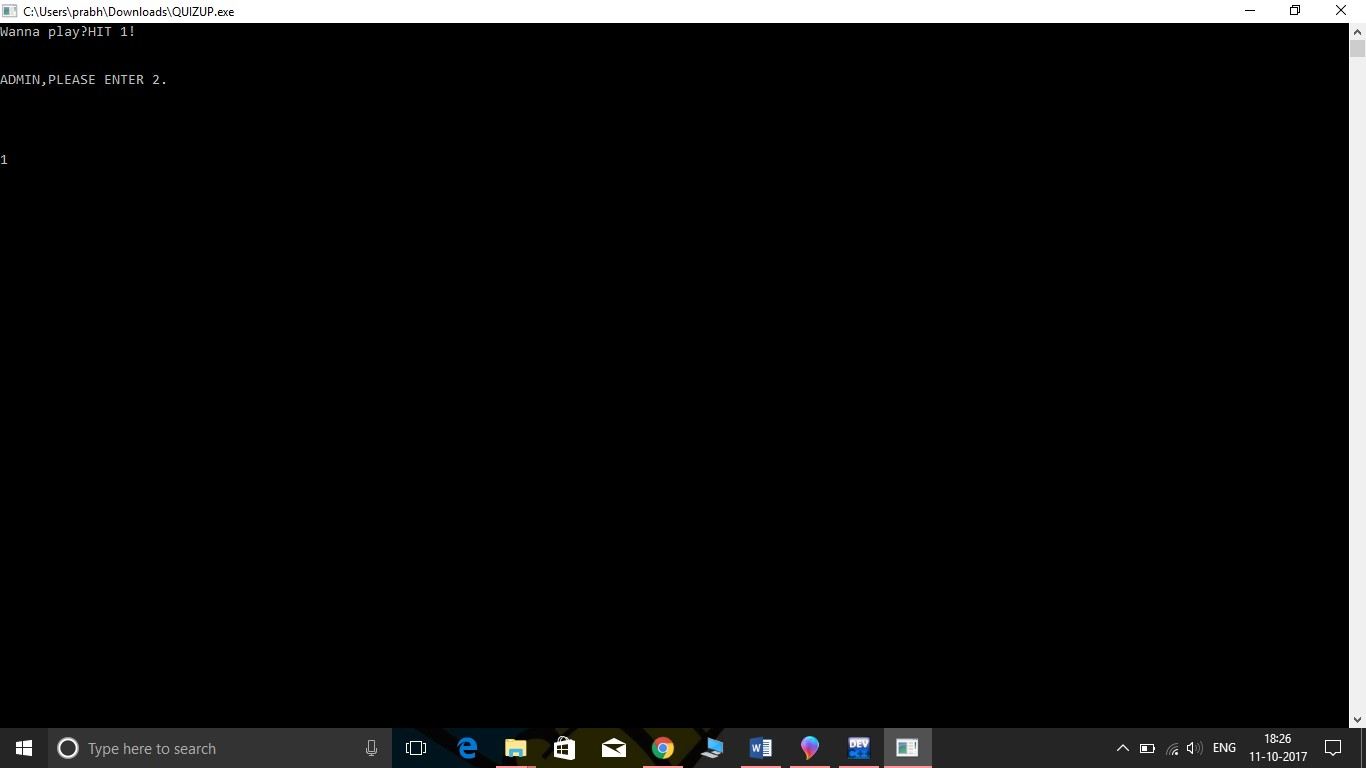 C:\Users\prabh\Downloads\QUIZUP.exe
Wanna play?HIT 1!
ADMIN,PLEASE ENTER 2.
1
Type here to search
DEV
ENG
18:26
11-10-2017